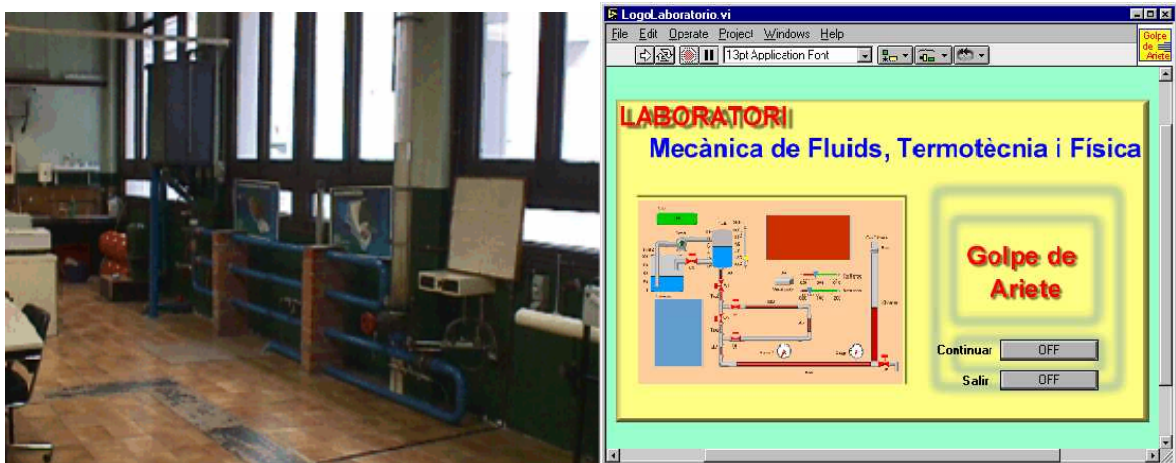 LogoLaboratorio.vi
File Edit Operate Project Windows Help
13pt Application Font
Golpe
de
Ariete
LABORATORI
Mecànica de Fluids, Termotècnia i Física
Golpe de
Ariete
Continuar OFF
Salir OFF